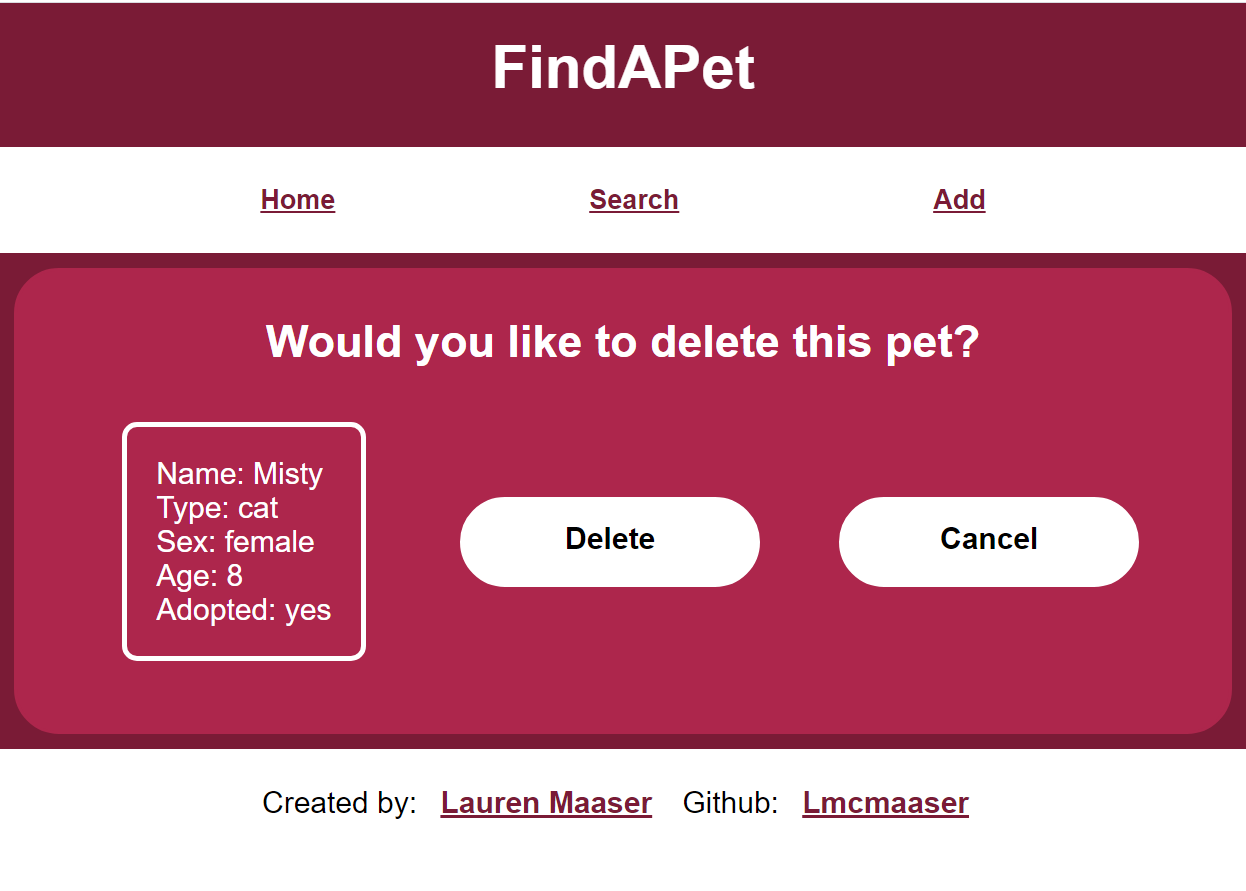 FindAPet
Home Search Add
Would you like to delete this pet?
Name: Misty
Type: cat
Sex: female
Age: 8
Adopted: yes
Delete
Cancel
Created by: Lauren Maaser Github: Lmcmaaser